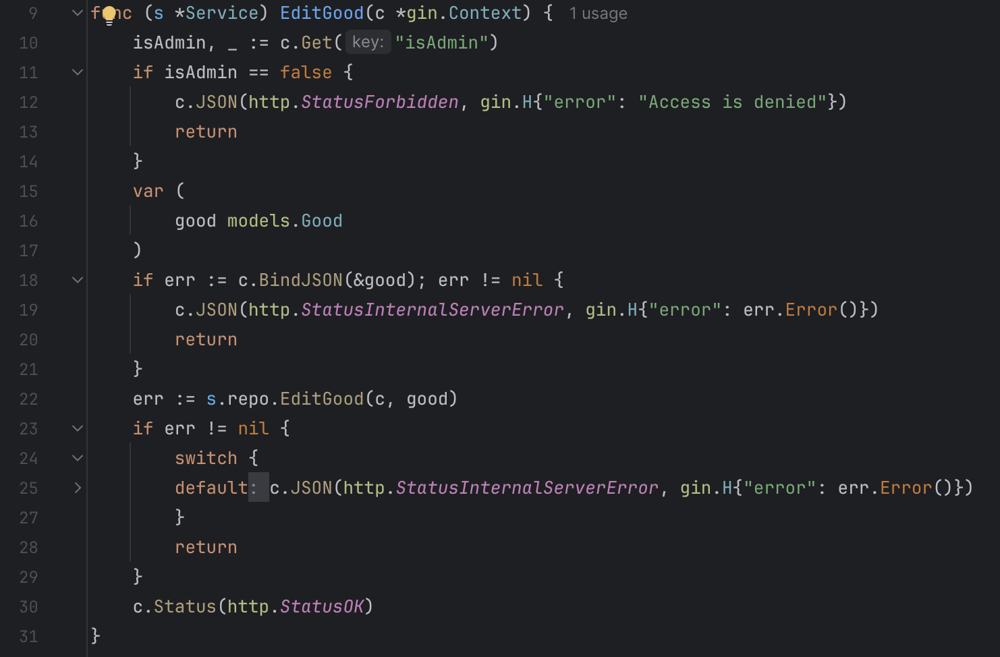 9 func (s *Service) EditGood(c *gin.Context) { 1 usage
10 isAdmin, _ := c.Get( key: "isAdmin")
11 if isAdmin == false {
12 c.JSON(http.StatusForbidden, gin.H{"error": "Access is denied"})
13 return
14 }
15 var (
16 good models.Good
17 )
18 if err := c.BindJSON(&good); err != nil {
19 c.JSON(http.StatusInternalServerError, gin.H{"error": err.Error()})
20 return
21 }
22 err := s.repo.EditGood(c, good)
23 if err != nil {
24 switch {
25 default: c.JSON(http.StatusInternalServerError, gin.H{"error": err.Error()})
27 }
28 return
29 }
30 c.Status(http.StatusOK)
31 }